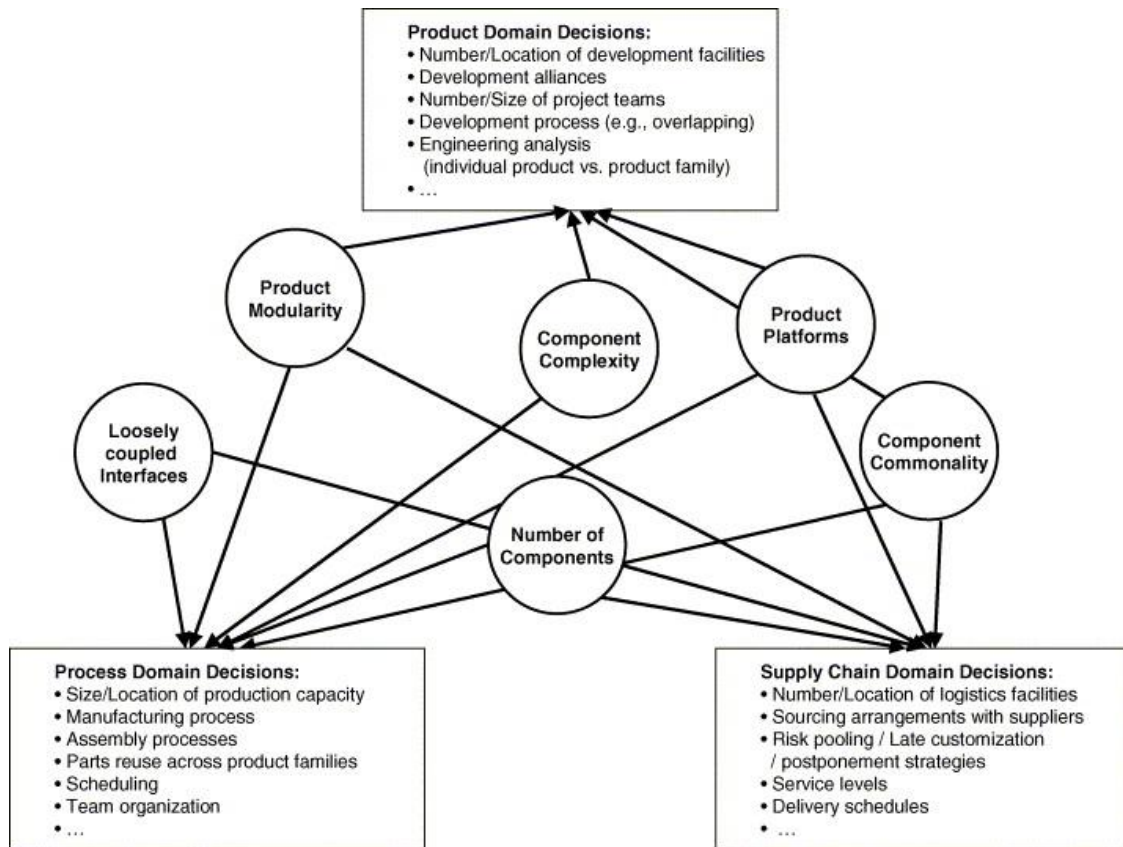 Product Domain Decisions:
• Number/Location of development facilities
• Development alliances
• Number/Size of project teams
• Development process (e.g., overlapping)
• Engineering analysis
(individual product vs. product family)
• ...
Product
Modularity
Component
Complexity
Product
Platforms
Loosely
coupled
Interfaces
Component
Commonality
Number of
Components
Process Domain Decisions:
• Size/Location of production capacity
• Manufacturing process
• Assembly processes
• Parts reuse across product families
• Scheduling
• Team organization
• ...
Supply Chain Domain Decisions:
• Number/Location of logistics facilities
• Sourcing arrangements with suppliers
• Risk pooling / Late customization
/ postponement strategies
• Service levels
• Delivery schedules
• ...